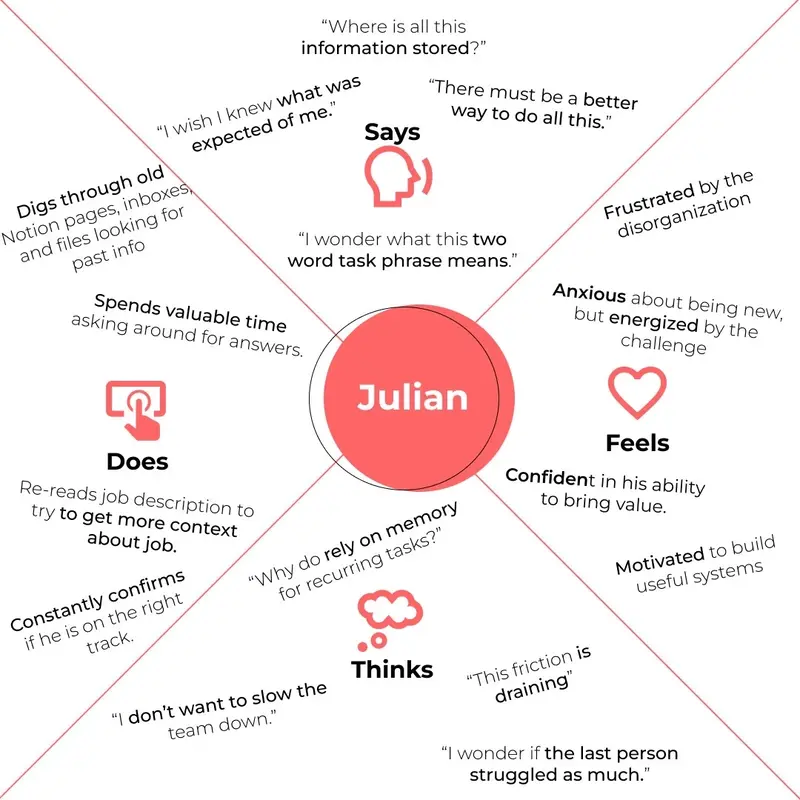 “Where is all this
information stored?”
“I wish I knew what was
expected of me.”
“There must be a better
way to do all this.”
Says
“I wonder what this two
word task phrase means.”
Digs through old
Notion pages, inboxes,
and files looking for
past info
Spends valuable time
asking around for answers.
Does
Re-reads job description to
try to get more context
about job.
Constantly confirms
if he is on the right
track.
Julian
Frustrated by the
disorganization
Anxious about being new,
but energized by the
challenge
Feels
Confident in his ability
to bring value.
Motivated to build
useful systems
“Why do rely on memory
for recurring tasks?”
Thinks
“I don’t want to slow the
team down.”
“This friction is
draining”
“I wonder if the last person
struggled as much.”